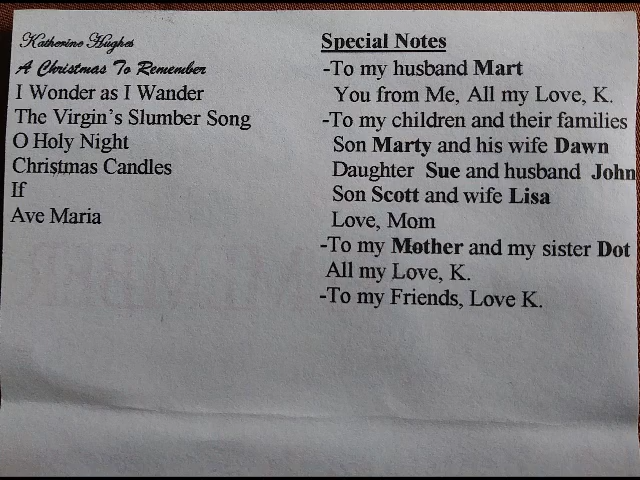 Katherine Hughes
A Christmas To Remember
I Wonder as I Wander
The Virgin's Slumber Song
O Holy Night
Christmas Candles
If
Ave Maria
Special Notes
-To my husband Mart
You from Me, All my Love, K.
-To my children and their families
Son Marty and his wife Dawn
Daughter Sue and husband John
Son Scott and wife Lisa
Love, Mom
-To my Mother and my sister Dot
All my Love, K.
-To my Friends, Love K.